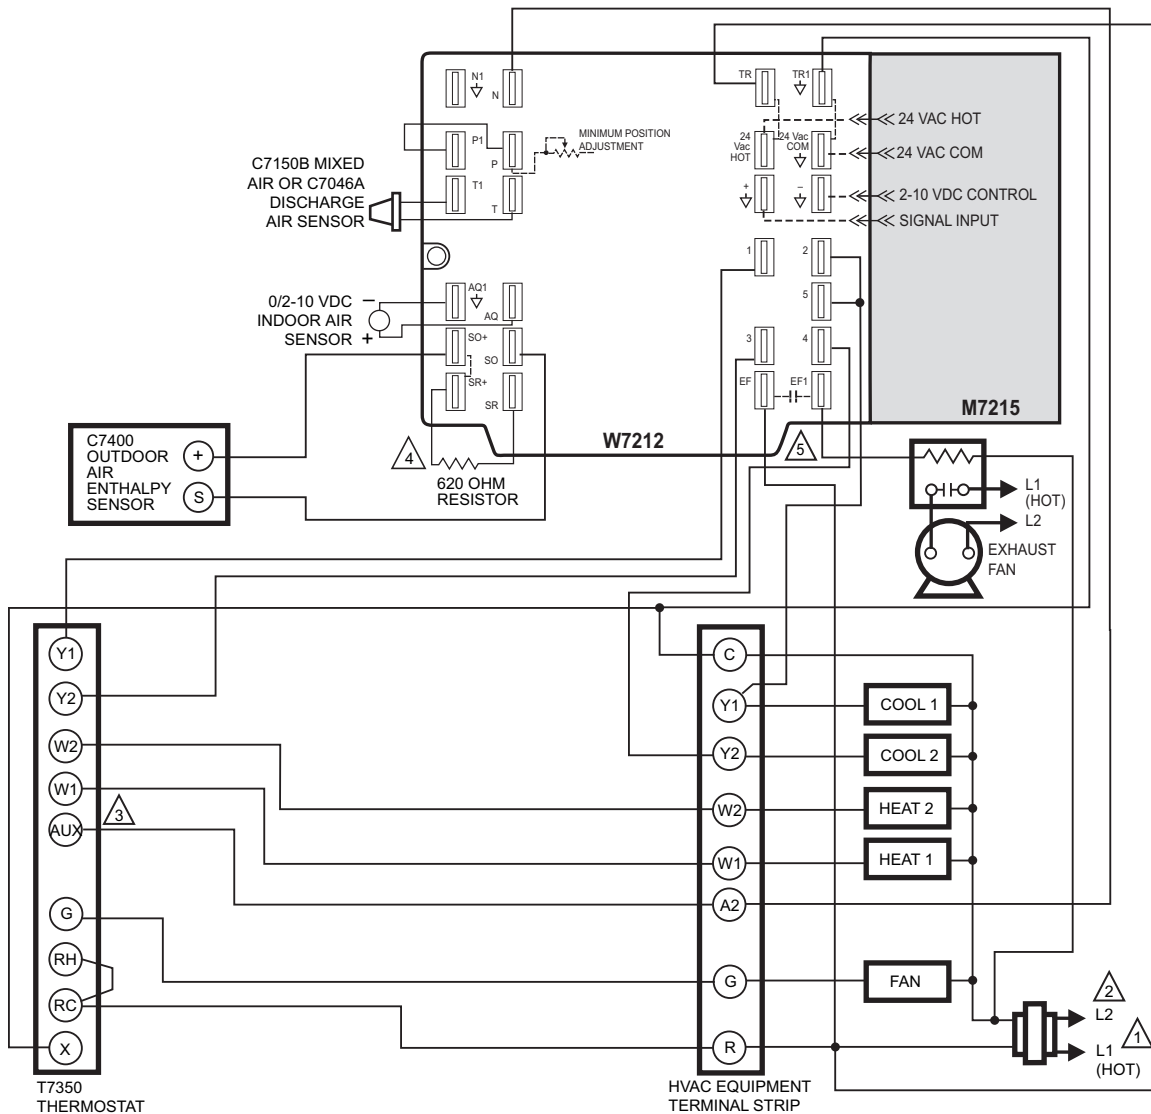 N1
N
TR
TR1
24 VAC HOT
P1
P
MINIMUM POSITION
ADJUSTMENT
24
Vac
HOT
24 Vac
COM
24 VAC COM
C7150B MIXED
AIR OR C7046A
DISCHARGE
AIR SENSOR
T1
T
+
–
2-10 VDC CONTROL
SIGNAL INPUT
1
2
0/2-10 VDC
INDOOR AIR
SENSOR
–
+
AQ1
AQ
5
SO+
SO
3
4
SR+
SR
EF
EF1
M7215
W7212
4
5
620 OHM
RESISTOR
C7400
OUTDOOR
AIR
ENTHALPY
SENSOR
+
S
L1
(HOT)
L2
EXHAUST
FAN
Y1
Y2
W2
W1
AUX
3
G
RH
RC
X
T7350
THERMOSTAT
C
Y1
Y2
W2
W1
A2
G
R
HVAC EQUIPMENT
TERMINAL STRIP
COOL 1
COOL 2
HEAT 2
HEAT 1
FAN
2
L2
1
L1
(HOT)